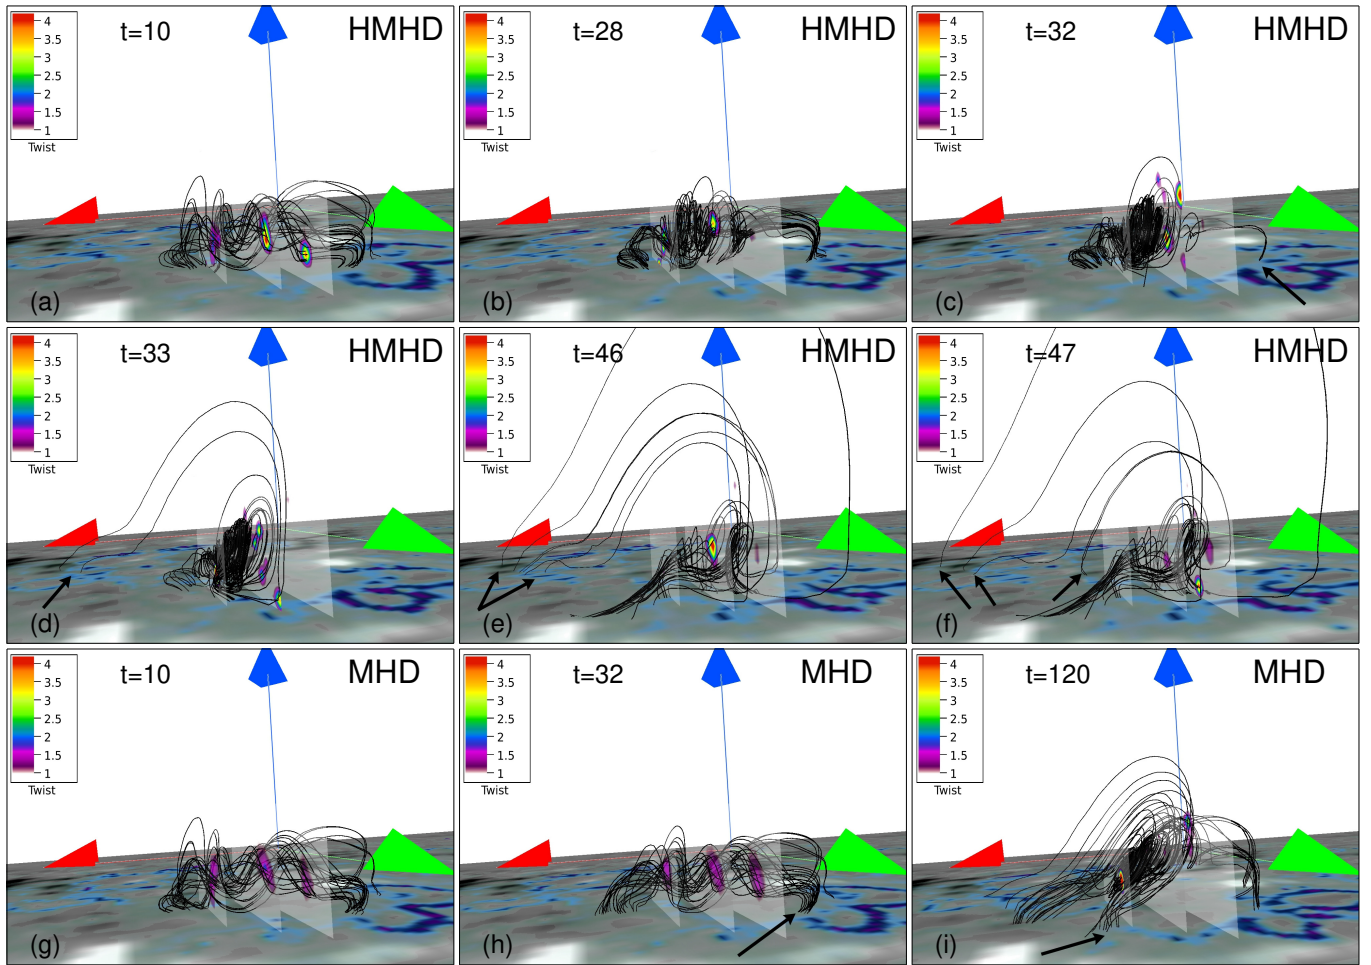 t=10
HMHD
4
3.5
3
2.5
2
1.5
1
Twist
(a)
t=28
HMHD
4
3.5
3
2.5
2
1.5
1
Twist
(b)
t=32
HMHD
4
3.5
3
2.5
2
1.5
1
Twist
(c)
t=33
HMHD
4
3.5
3
2.5
2
1.5
1
Twist
(d)
t=46
HMHD
4
3.5
3
2.5
2
1.5
1
Twist
(e)
t=47
HMHD
4
3.5
3
2.5
2
1.5
1
Twist
(f)
t=10
MHD
4
3.5
3
2.5
2
1.5
1
Twist
(g)
t=32
MHD
4
3.5
3
2.5
2
1.5
1
Twist
(h)
t=120
MHD
4
3.5
3
2.5
2
1.5
1
Twist
(i)